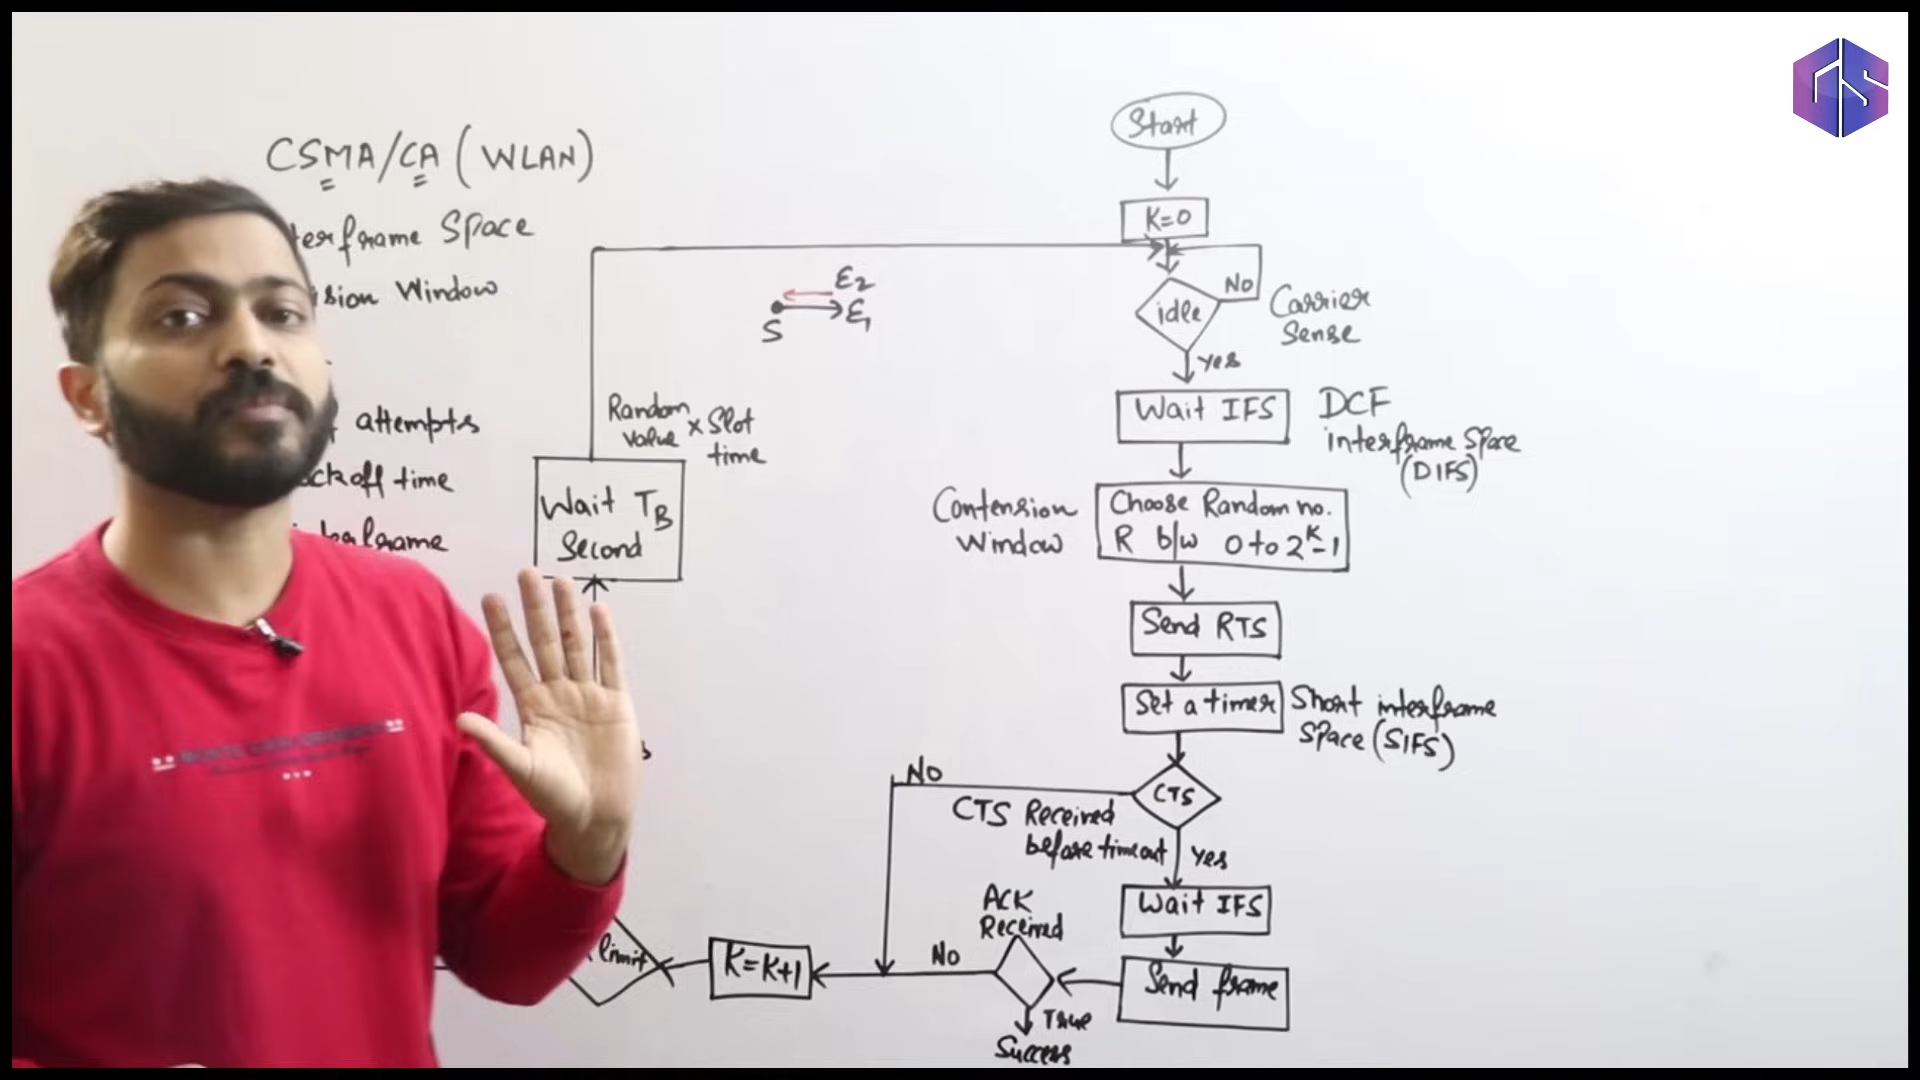 CSMA/CA (WLAN)
terframe Space
sion Window
attempts
ckoff time
Start
K=0
idle
No
Carrier
Sense
Yes
E2
S
E1
Wait IFS
DCF
interframe Space
(DIFS)
Random
value × Slot
time
Wait TB
Second
Contension
Window
Choose Random no.
R b/w 0 to 2^K-1
Send RTS
Set a timer
Short interframe
Space (SIFS)
CTS
No
CTS Received
before timeout
Yes
Wait IFS
Send frame
ACK
Received
No
True
Success
K=K+1
limit